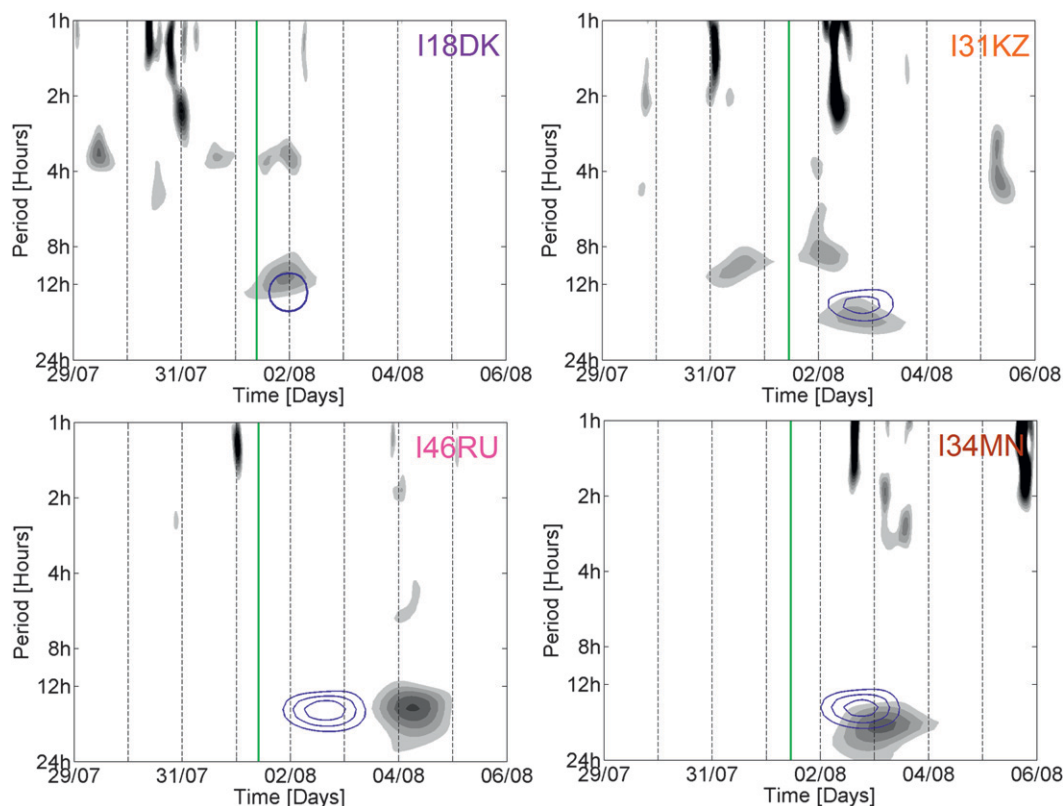 1h
2h
4h
8h
12h
24h
Period [Hours]
I18DK
29/07 31/07 02/08 04/08 06/08
Time [Days]
1h
2h
4h
8h
12h
24h
Period [Hours]
I31KZ
29/07 31/07 02/08 04/08 06/08
Time [Days]
1h
2h
4h
8h
12h
24h
Period [Hours]
I46RU
29/07 31/07 02/08 04/08 06/08
Time [Days]
1h
2h
4h
8h
12h
24h
Period [Hours]
I34MN
29/07 31/07 02/08 04/08 06/08
Time [Days]